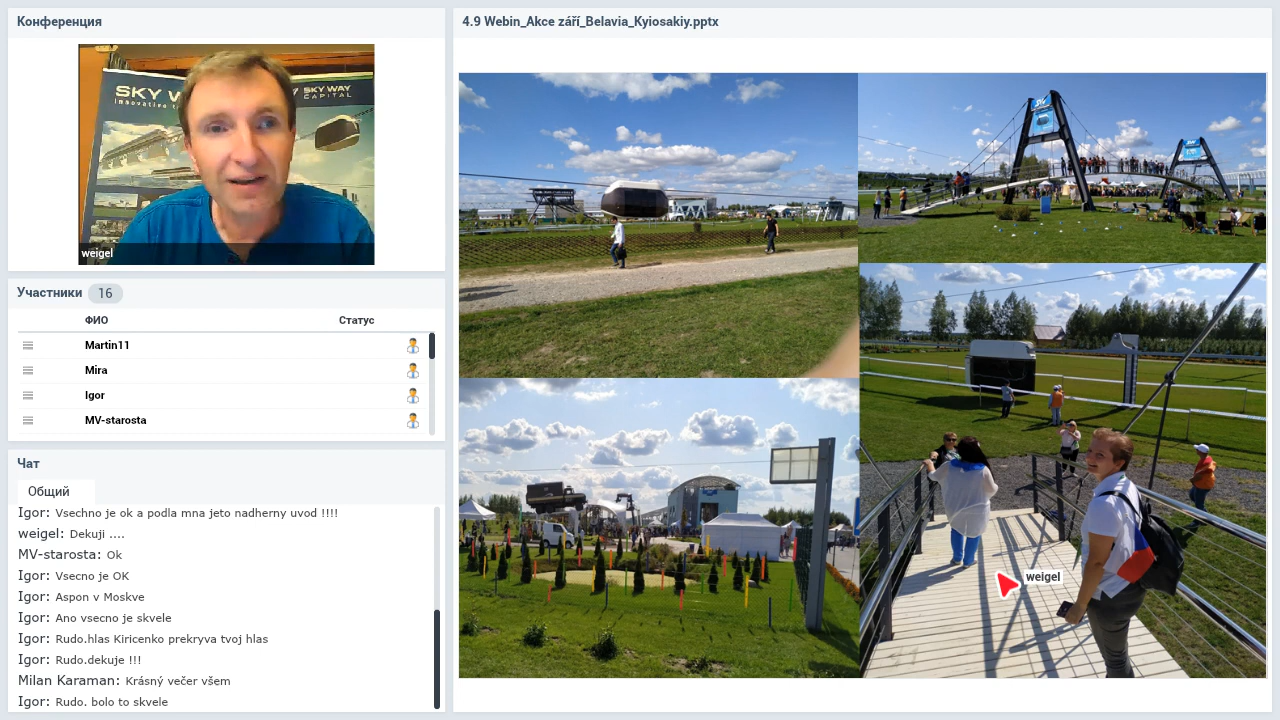 Конференция
SKY W
SKY WAY
CAPITAL
weigel
Участники 16
ФИО Статус
Martin11
Mira
Igor
MV-starosta
Чат
Общий
Igor: Vsechno je ok a podla mna jeto nadherny uvod !!!!
weigel: Dekuji ....
MV-starosta: Ok
Igor: Vsecno je OK
Igor: Aspon v Moskve
Igor: Ano vsecno je skvele
Igor: Rudo.hlas Kiricenko prekryva tvoj hlas
Igor: Rudo.dekuje !!!
Milan Karaman: Krásný večer všem
Igor: Rudo. bolo to skvele
4.9 Webin_Akce září_Belavia_Kyiosakiy.pptx
weigel